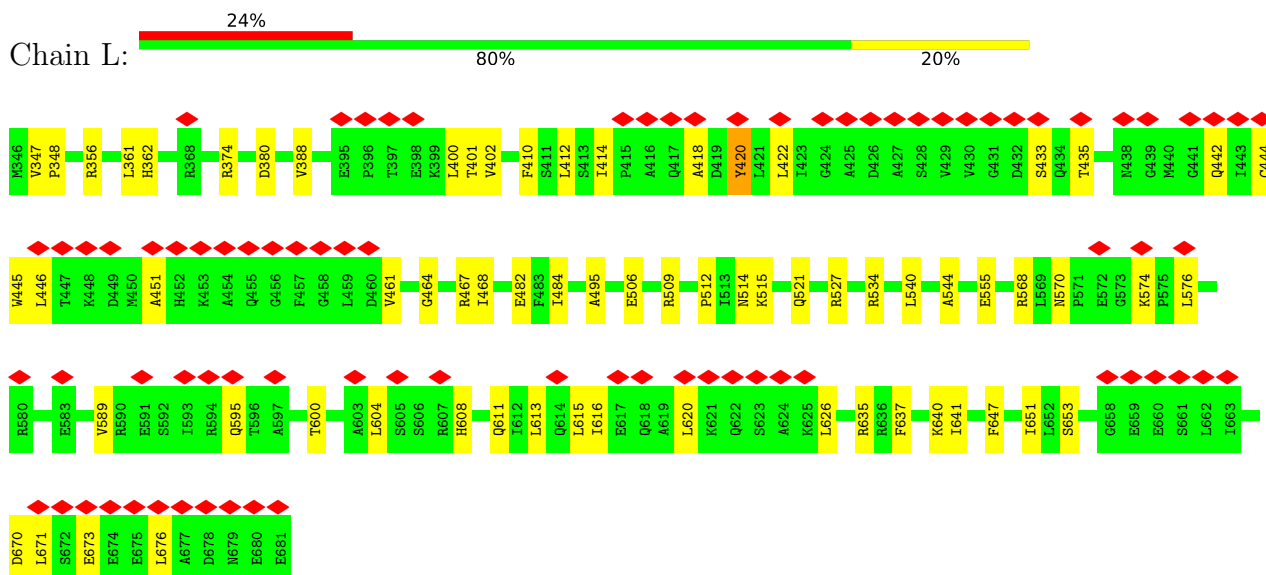 24%
Chain L:
80% 20%
M346 V347 P348 R356 L361 H362 R368 R374 D380 V388 E395 P396 T397 E398 K399 L400 T401 V402 F410 S411 L412 S413 I414 P415 A416 Q417 A418 D419 Y420 L421 L422 I423 G424 A425 D426 A427 S428 V429 V430 G431 D432 S433 Q434 T435 N438 G439 M440 G441 Q442 I443 C444
W445 L446 T447 K448 D449 M450 A451 H452 K453 A454 Q455 G456 F457 G458 L459 D460 V461 G464 R467 I468 E482 F483 I484 A495 E506 R509 P512 I513 N514 K515 Q521 R527 R534 L540 A544 E555 R568 L569 N570 P571 E572 G573 K574 P575 L576
R580 E583 V589 R590 E591 S592 I593 R594 Q595 T596 A597 T600 A603 L604 S605 S606 R607 H608 Q611 I612 L613 Q614 L615 I616 E617 Q618 A619 L620 K621 Q622 S623 A624 K625 L626 R635 R636 F637 K640 I641 F647 I651 L652 S653 G658 E659 E660 S661 L662 I663
D670 L671 S672 E673 E674 E675 L676 A677 D678 N679 E680 E681